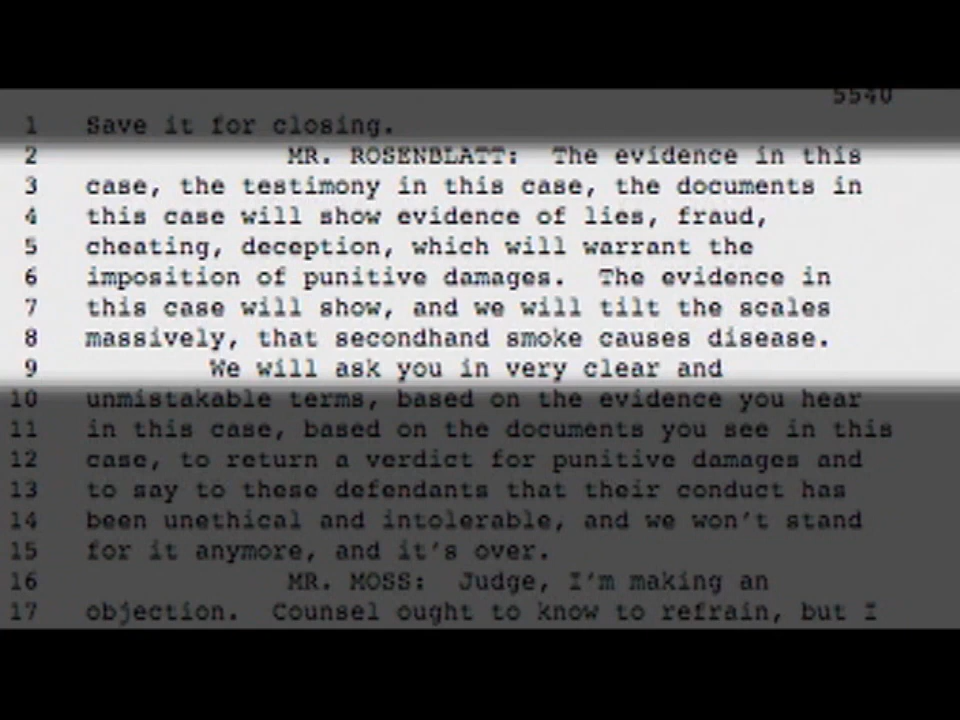 5540
1 Save it for closing.
2 MR. ROSENBLATT: The evidence in this
3 case, the testimony in this case, the documents in
4 this case will show evidence of lies, fraud,
5 cheating, deception, which will warrant the
6 imposition of punitive damages. The evidence in
7 this case will show, and we will tilt the scales
8 massively, that secondhand smoke causes disease.
9 We will ask you in very clear and
10 unmistakable terms, based on the evidence you hear
11 in this case, based on the documents you see in this
12 case, to return a verdict for punitive damages and
13 to say to these defendants that their conduct has
14 been unethical and intolerable, and we won't stand
15 for it anymore, and it's over.
16 MR. MOSS: Judge, I'm making an
17 objection. Counsel ought to know to refrain, but I